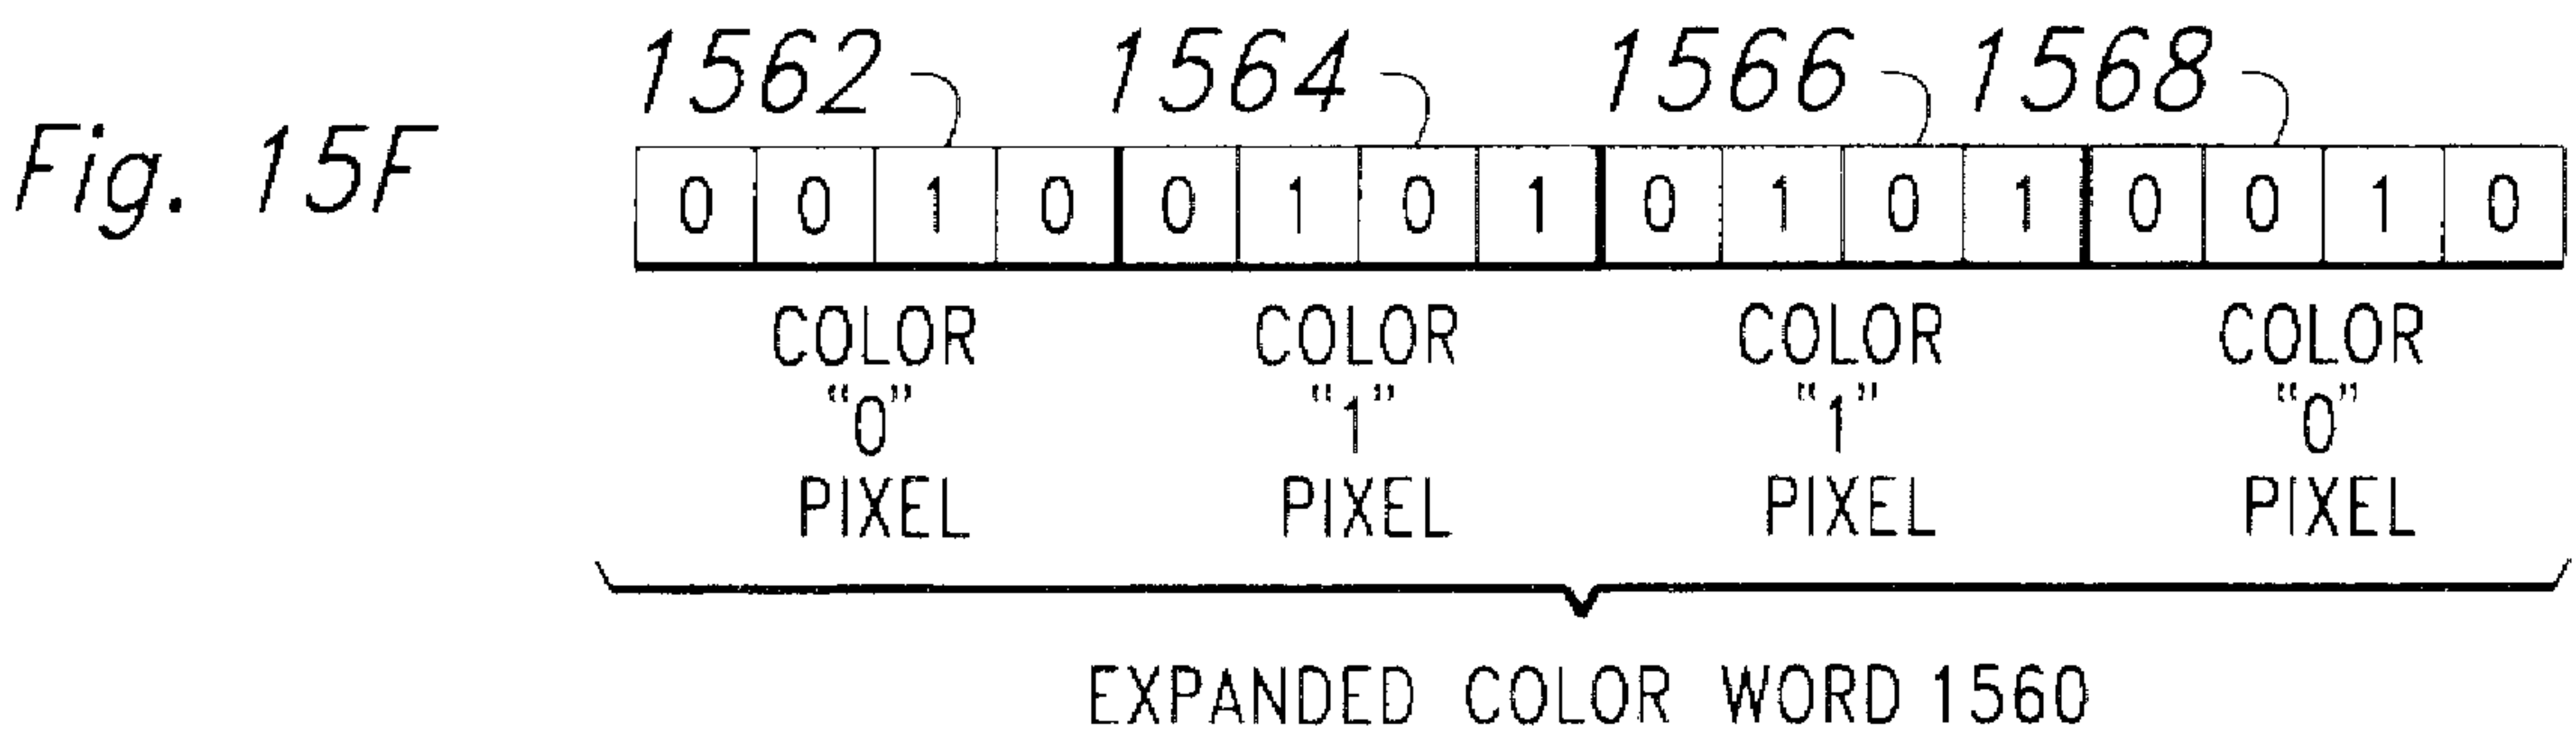 1562 1564 1566 1568
Fig. 15F
0 0 1 0 0 1 0 1 0 1 0 1 0 0 1 0
COLOR COLOR COLOR COLOR
"0" "1" "1" "0"
PIXEL PIXEL PIXEL PIXEL
EXPANDED COLOR WORD 1560